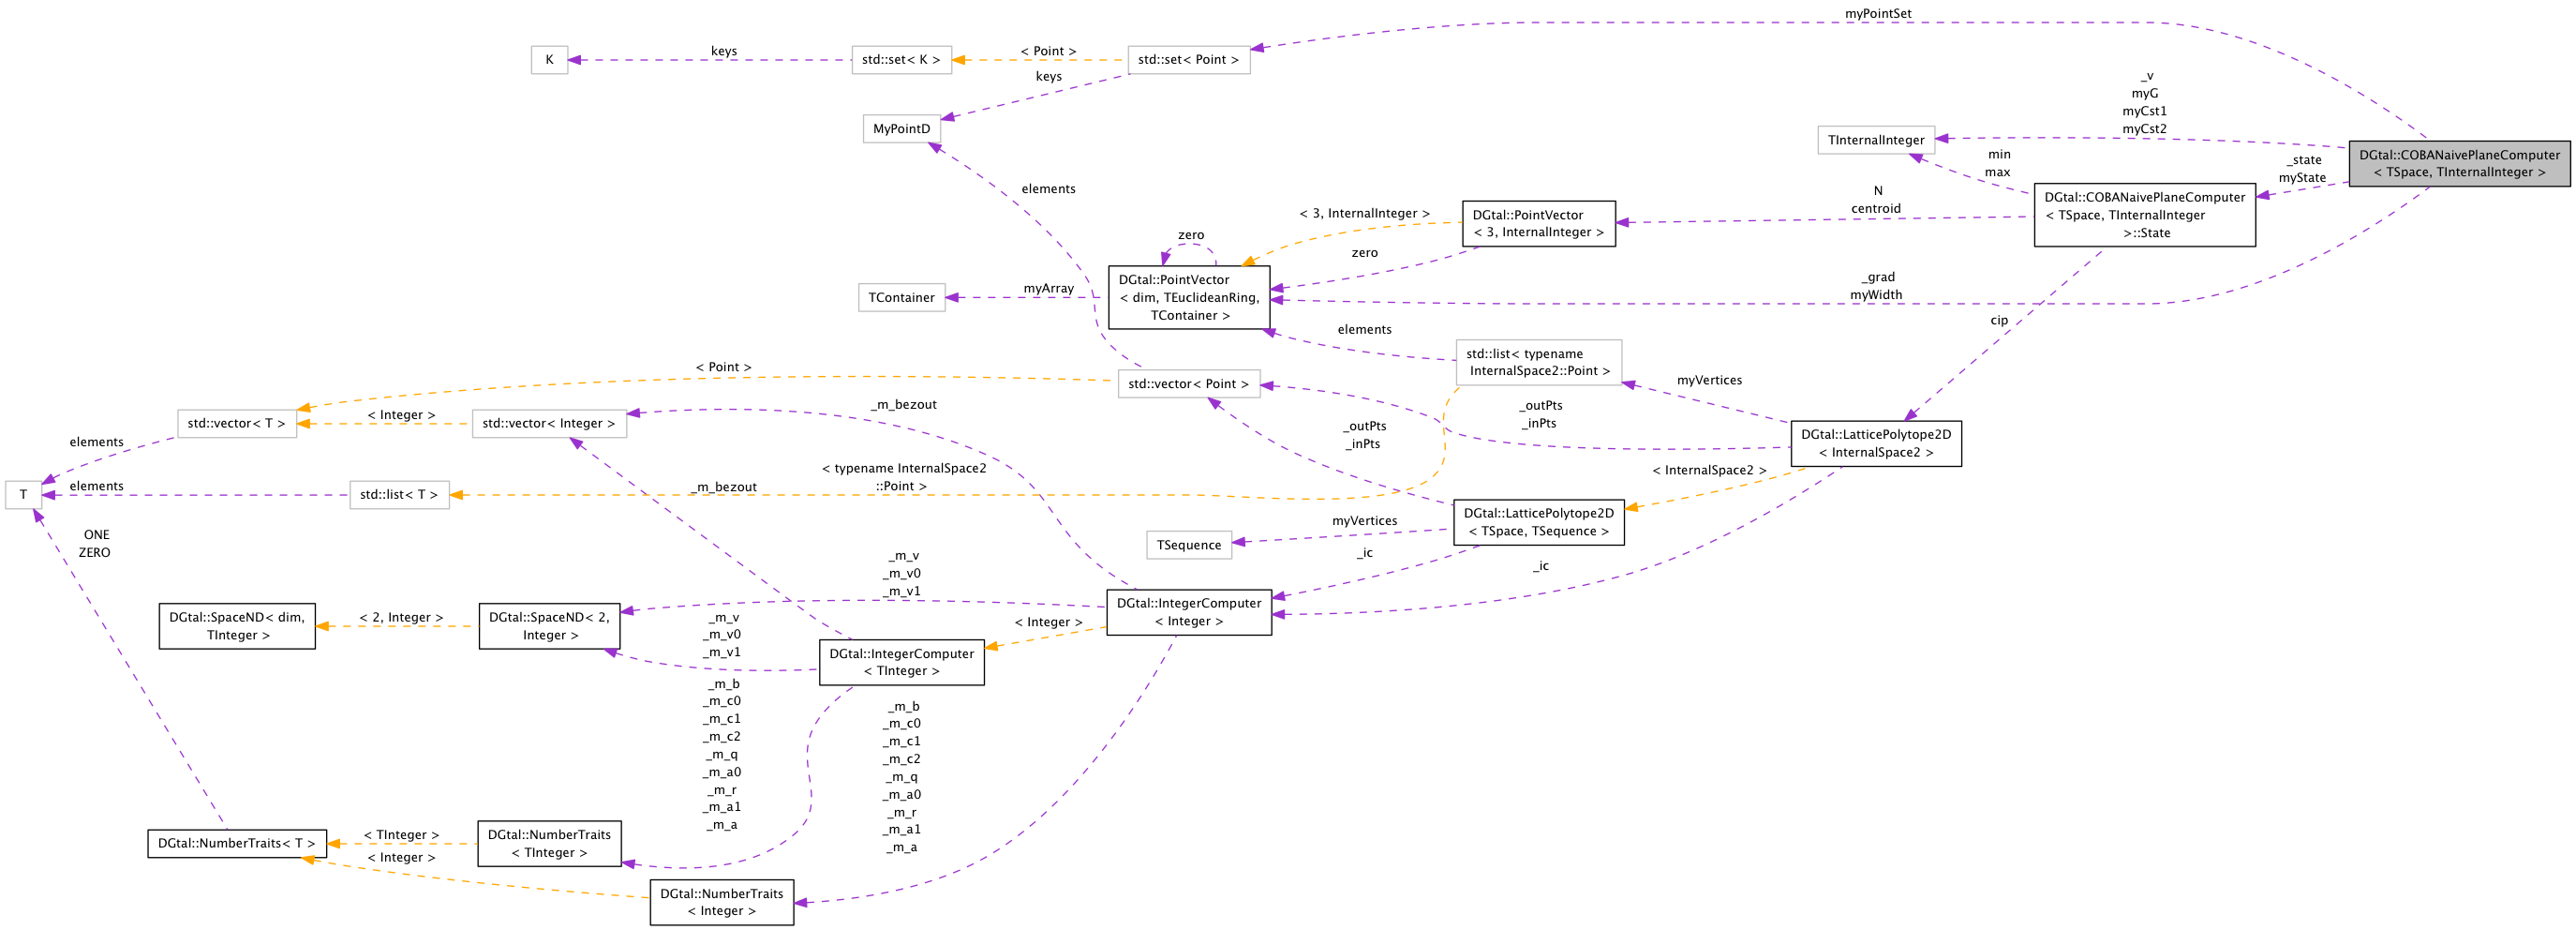 myPointSet
K
keys
std::set< K >
< Point >
std::set< Point >
keys
MyPointD
_v
myG
myCst1
myCst2
TInternalInteger
min
max
_state
myState
DGtal::COBANaivePlaneComputer
< TSpace, TInternalInteger >
elements
N
centroid
DGtal::COBANaivePlaneComputer
< TSpace, TInternalInteger
>::State
< 3, InternalInteger >
DGtal::PointVector
< 3, InternalInteger >
zero
zero
DGtal::PointVector
< dim, TEuclideanRing,
TContainer >
TContainer
myArray
_grad
myWidth
cip
elements
std::list< typename
InternalSpace2::Point >
< Point >
std::vector< Point >
myVertices
std::vector< T >
< Integer >
std::vector< Integer >
_m_bezout
_outPts
_inPts
_outPts
_inPts
DGtal::LatticePolytope2D
< InternalSpace2 >
elements
T
elements
std::list< T >
_m_bezout
< typename InternalSpace2
::Point >
< InternalSpace2 >
DGtal::LatticePolytope2D
< TSpace, TSequence >
TSequence
myVertices
_ic
_ic
ONE
ZERO
_m_v
_m_v0
_m_v1
DGtal::SpaceND< dim,
TInteger >
< 2, Integer >
DGtal::SpaceND< 2,
Integer >
DGtal::IntegerComputer
< Integer >
< Integer >
_m_v
_m_v0
_m_v1
DGtal::IntegerComputer
< TInteger >
_m_b
_m_c0
_m_c1
_m_c2
_m_q
_m_a0
_m_r
_m_a1
_m_a
_m_b
_m_c0
_m_c1
_m_c2
_m_q
_m_a0
_m_r
_m_a1
_m_a
DGtal::NumberTraits< T >
< TInteger >
DGtal::NumberTraits
< TInteger >
< Integer >
DGtal::NumberTraits
< Integer >